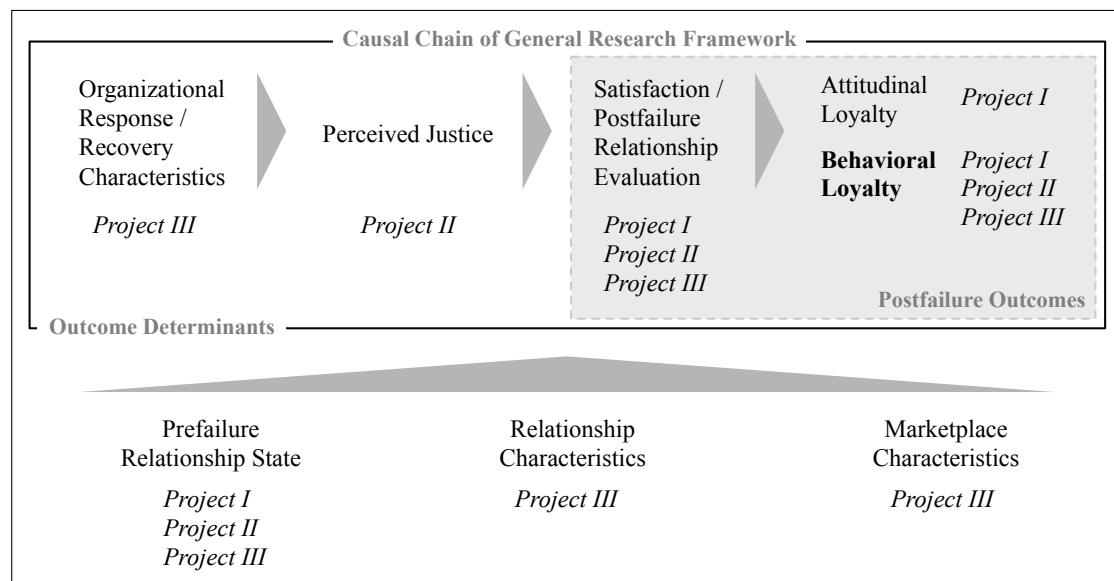 Causal Chain of General Research Framework
Organizational
Response /
Recovery
Characteristics
Project III
Perceived Justice
Project II
Satisfaction /
Postfailure
Relationship
Evaluation
Project I
Project II
Project III
Attitudinal
Loyalty
Project I
Behavioral
Loyalty
Project I
Project II
Project III
Postfailure Outcomes
Outcome Determinants
Prefailure
Relationship State
Project I
Project II
Project III
Relationship
Characteristics
Project III
Marketplace
Characteristics
Project III